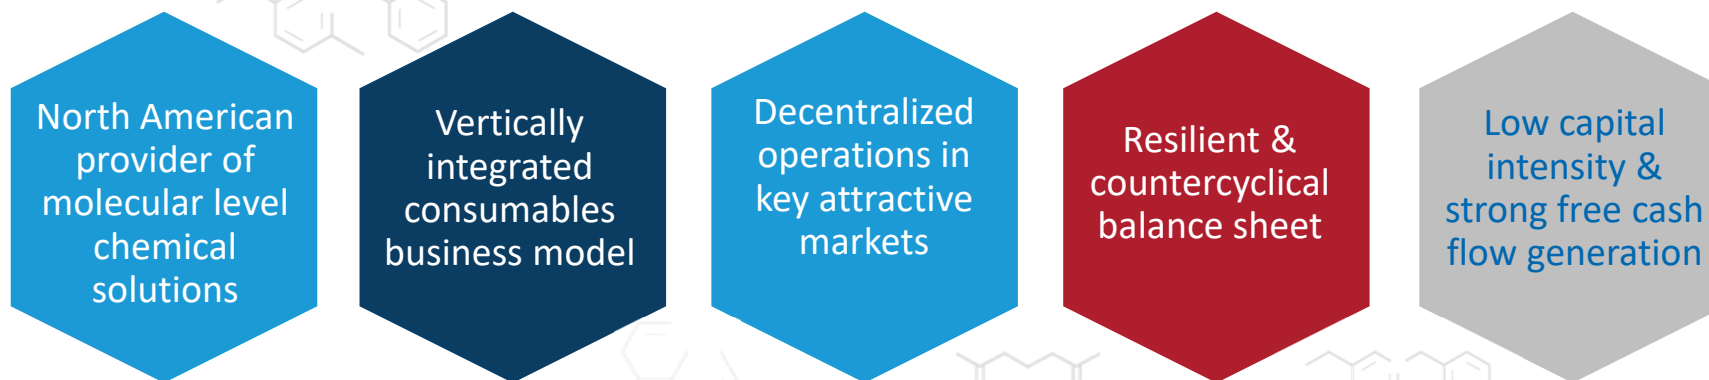 North American
provider of
molecular level
chemical
solutions
Vertically
integrated
consumables
business model
Decentralized
operations in
key attractive
markets
Resilient &
countercyclical
balance sheet
Low capital
intensity &
strong free cash
flow generation